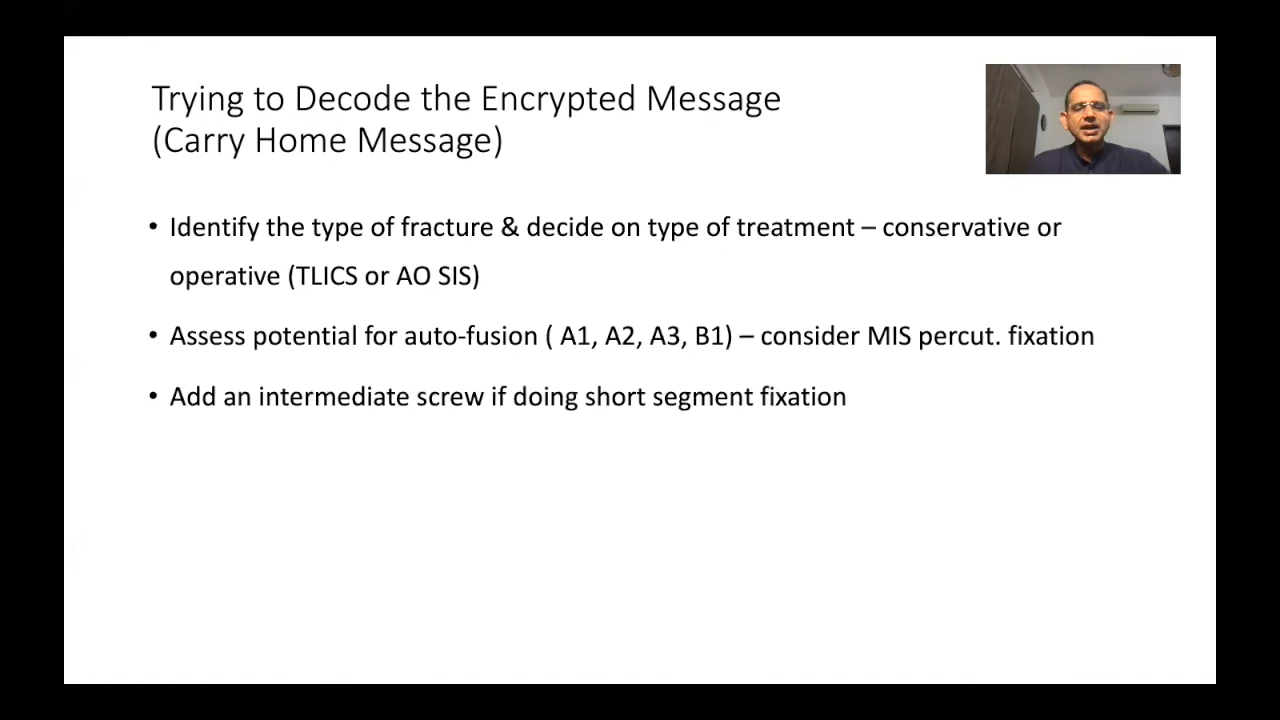 Trying to Decode the Encrypted Message
(Carry Home Message)
• Identify the type of fracture & decide on type of treatment – conservative or
operative (TLICS or AO SIS)
• Assess potential for auto-fusion ( A1, A2, A3, B1) – consider MIS percut. fixation
• Add an intermediate screw if doing short segment fixation